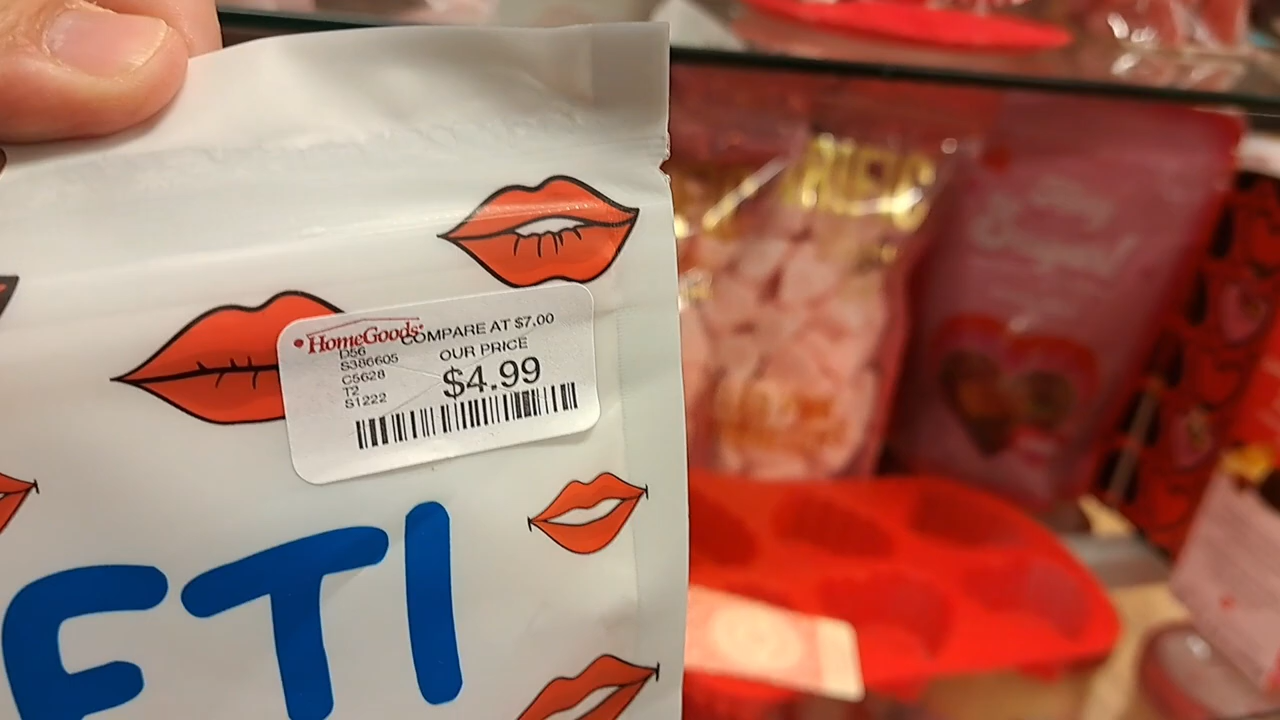 HomeGoods
COMPARE AT $7.00
D56
OUR PRICE
S386605
$4.99
C5628
T2
S1222
ETI